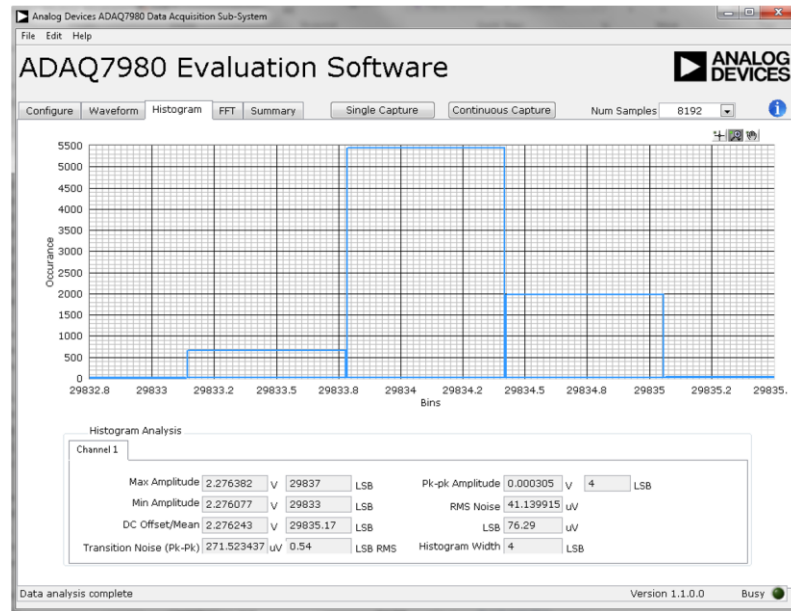 Analog Devices ADAQ7980 Data Acquisition Sub-System
File Edit Help
ADAQ7980 Evaluation Software
ANALOG
DEVICES
Configure Waveform Histogram FFT Summary Single Capture Continuous Capture Num Samples 8192
5500
5000
4500
4000
3500
3000
2500
2000
1500
1000
500
0
Occurance
29832.8 29833 29833.2 29833.5 29833.8 29834 29834.2 29834.5 29834.8 29835 29835.2 29835.
Bins
Histogram Analysis
Channel 1
Max Amplitude 2.276382 V 29837 LSB Pk-pk Amplitude 0.000305 V 4 LSB
Min Amplitude 2.276077 V 29833 LSB RMS Noise 41.139915 uV
DC Offset/Mean 2.276243 V 29835.17 LSB LSB 76.29 uV
Transition Noise (Pk-Pk) 271.523437 uV 0.54 LSB RMS Histogram Width 4 LSB
Data analysis complete Version 1.1.0.0 Busy